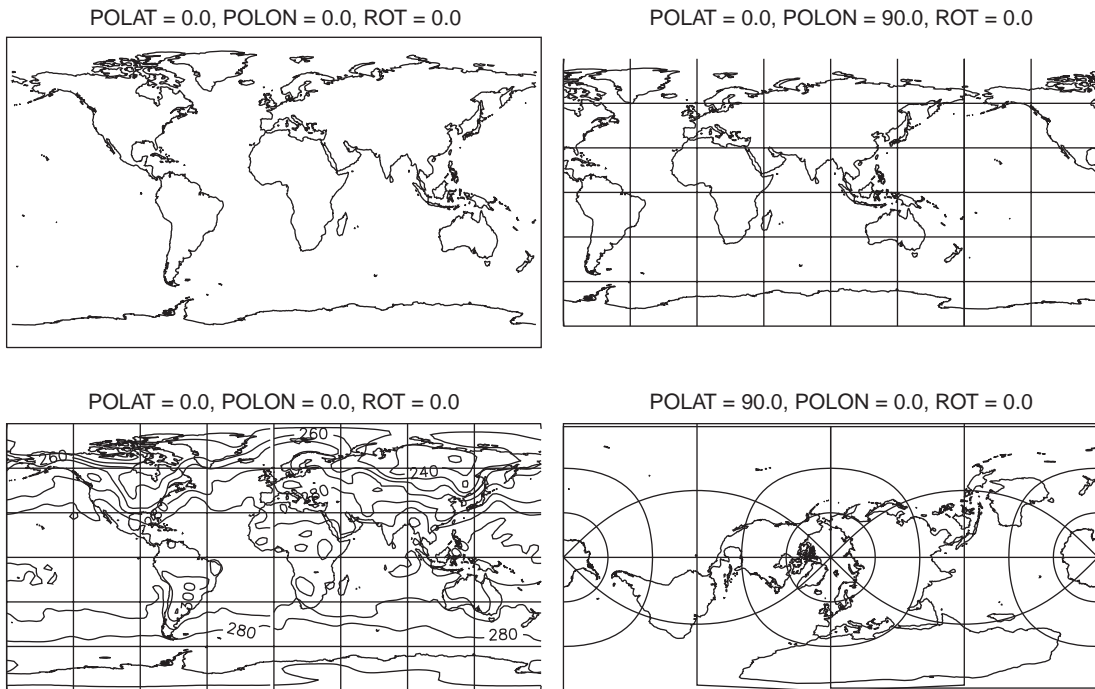 POLAT = 0.0, POLON = 0.0, ROT = 0.0
POLAT = 0.0, POLON = 90.0, ROT = 0.0
POLAT = 0.0, POLON = 0.0, ROT = 0.0
260
260
240
280
280
280
POLAT = 90.0, POLON = 0.0, ROT = 0.0